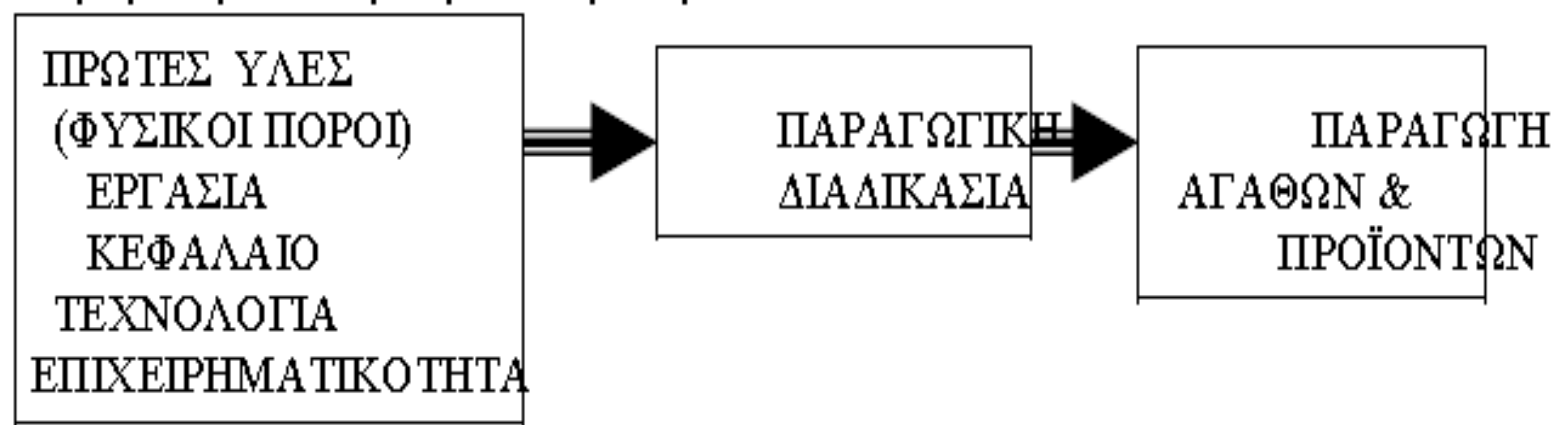 ΠΡΩΤΕΣ ΥΛΕΣ
(ΦΥΣΙΚΟΙ ΠΟΡΟΙ)
ΕΡΓΑΣΙΑ
ΚΕΦΑΛΑΙΟ
ΤΕΧΝΟΛΟΓΙΑ
ΕΠΙΧΕΙΡΗΜΑΤΙΚΟΤΗΤΑ
ΠΑΡΑΓΩΓΙΚΗ
ΔΙΑΔΙΚΑΣΙΑ
ΠΑΡΑΓΩΓΗ
ΑΓΑΘΩΝ &
ΠΡΟΪΟΝΤΩΝ